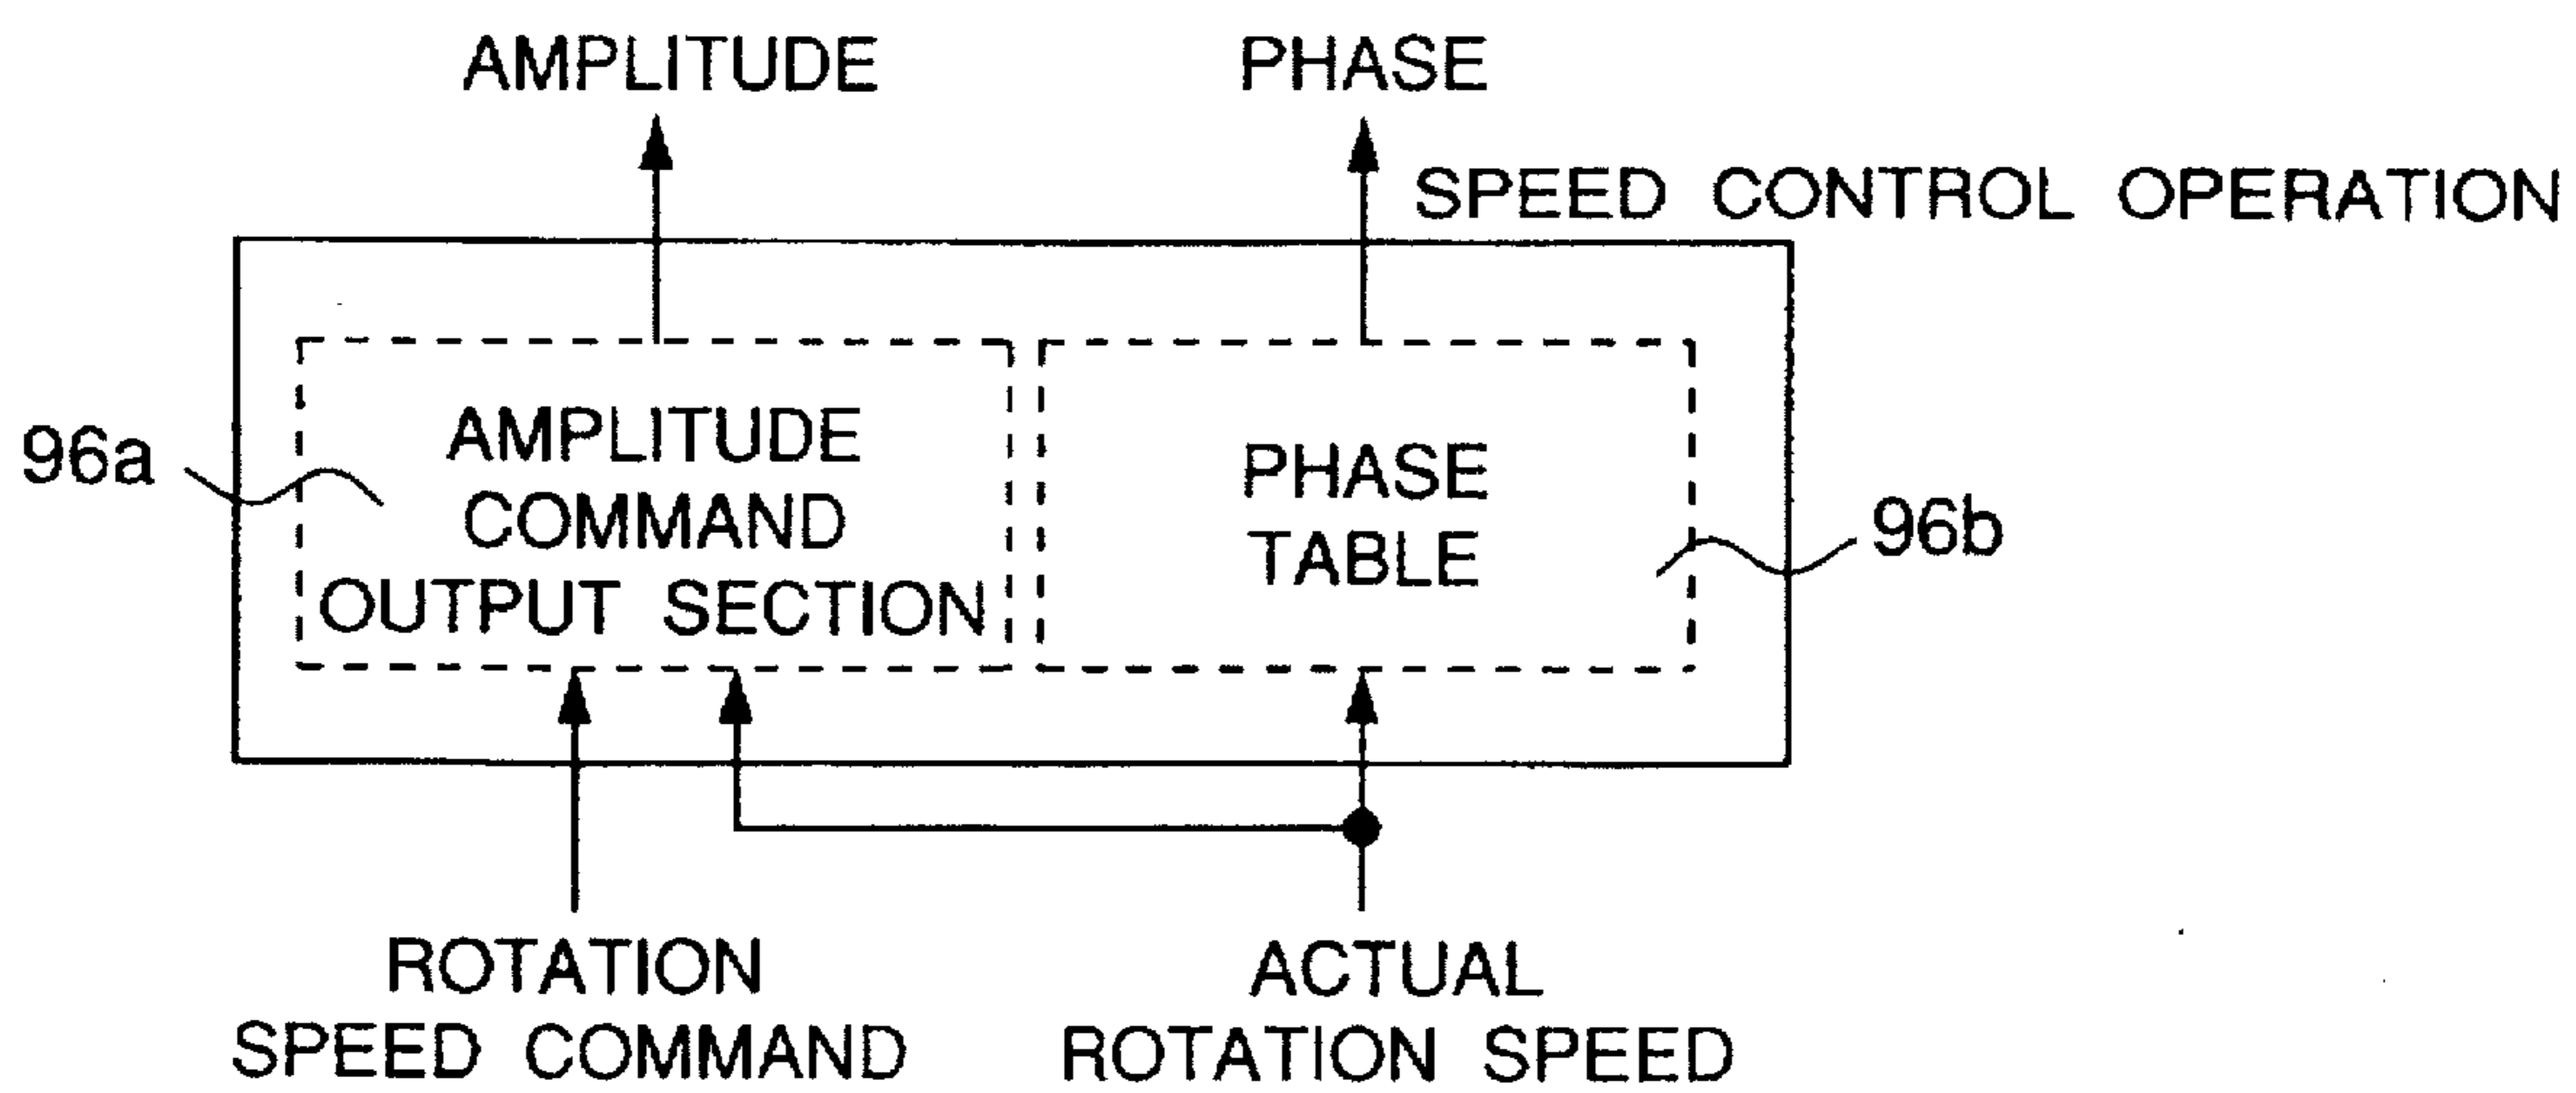 AMPLITUDE
PHASE
SPEED CONTROL OPERATION
96a
AMPLITUDE
COMMAND
OUTPUT SECTION
PHASE
TABLE
96b
ROTATION
SPEED COMMAND
ACTUAL
ROTATION SPEED